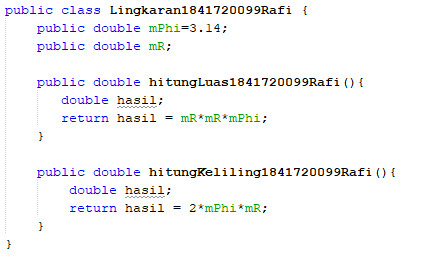 public class Lingkaran1841720099Rafi {
public double mPhi=3.14;
public double mR;
public double hitungLuas1841720099Rafi(){
double hasil;
return hasil = mR*mR*mPhi;
}
public double hitungKeliling1841720099Rafi(){
double hasil;
return hasil = 2*mPhi*mR;
}
}